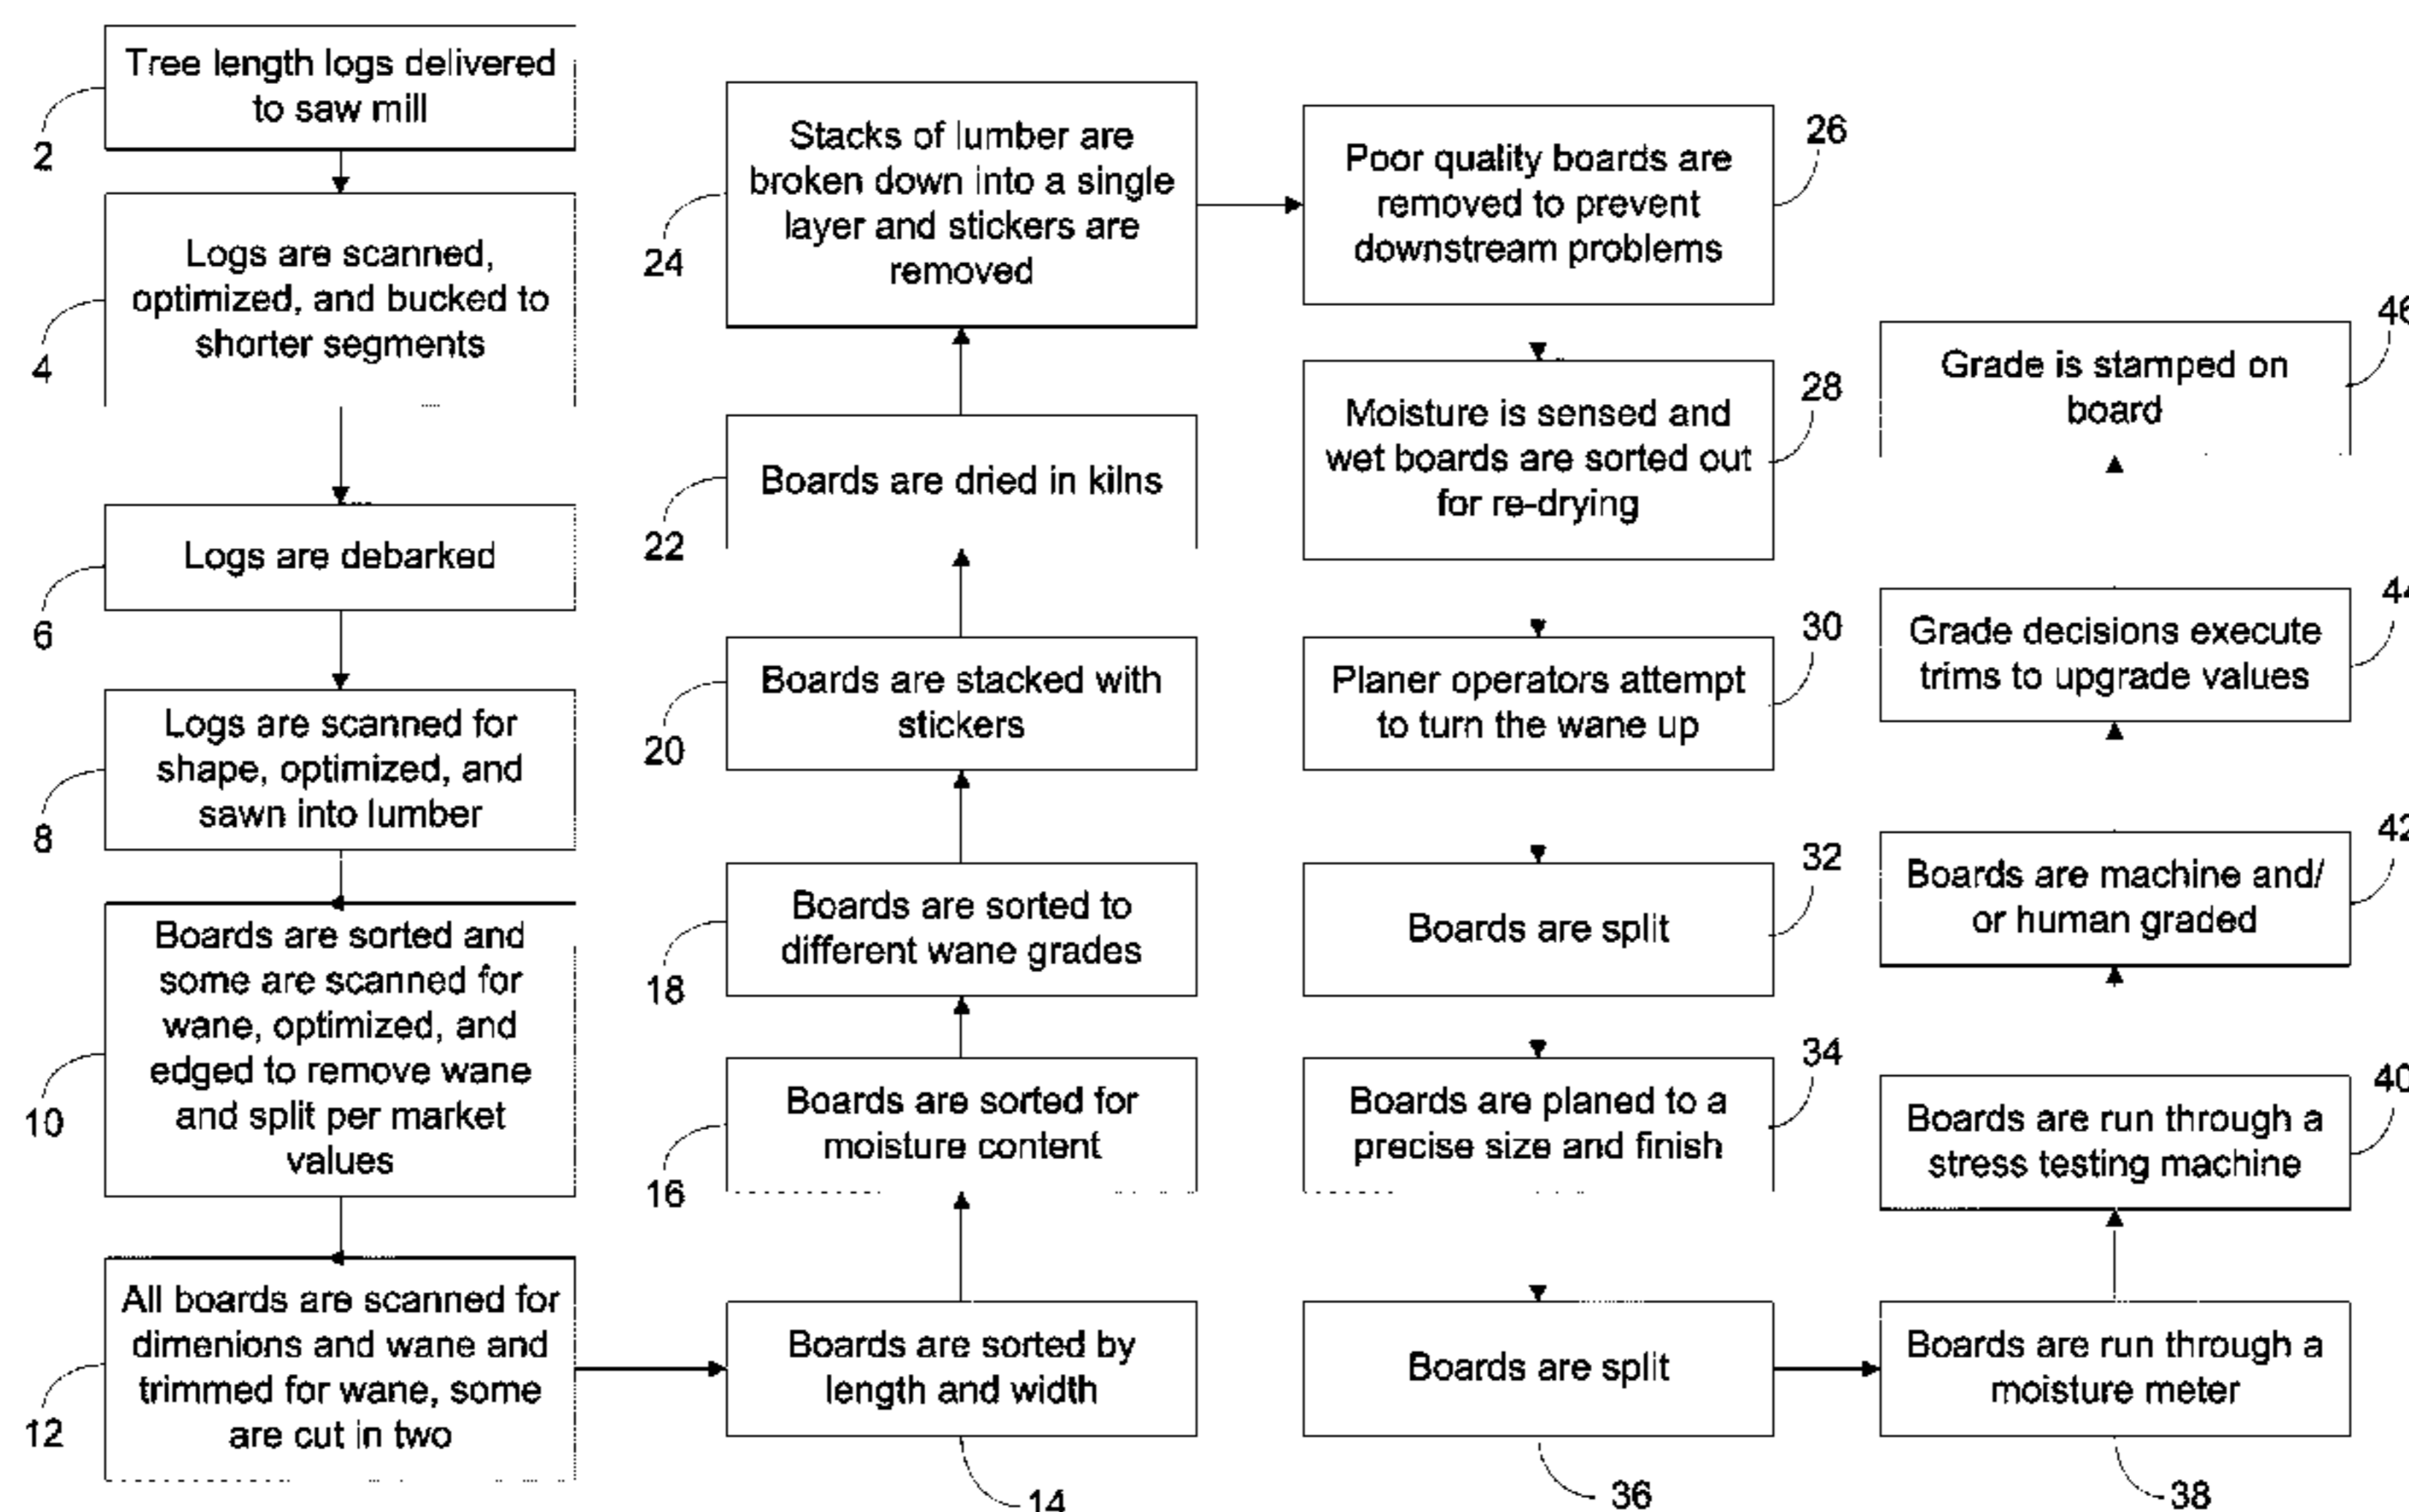 Tree length logs delivered
to saw mill
2
Logs are scanned,
optimized, and bucked to
shorter segments
4
Logs are debarked
6
Logs are scanned for
shape, optimized, and
sawn into lumber
8
Boards are sorted and
some are scanned for
wane, optimized, and
edged to remove wane
and split per market
values
10
All boards are scanned for
dimenions and wane and
trimmed for wane, some
are cut in two
12
Boards are sorted by
length and width
14
Boards are sorted for
moisture content
16
Boards are sorted to
different wane grades
18
Boards are stacked with
stickers
20
Boards are dried in kilns
22
Stacks of lumber are
broken down into a single
layer and stickers are
removed
24
Poor quality boards are
removed to prevent
downstream problems
26
Moisture is sensed and
wet boards are sorted out
for re-drying
28
Planer operators attempt
to turn the wane up
30
Boards are split
32
Boards are planed to a
precise size and finish
34
Boards are split
36
Boards are run through a
moisture meter
38
Boards are run through a
stress testing machine
40
Boards are machine and/
or human graded
42
Grade decisions execute
trims to upgrade values
44
Grade is stamped on
board
46